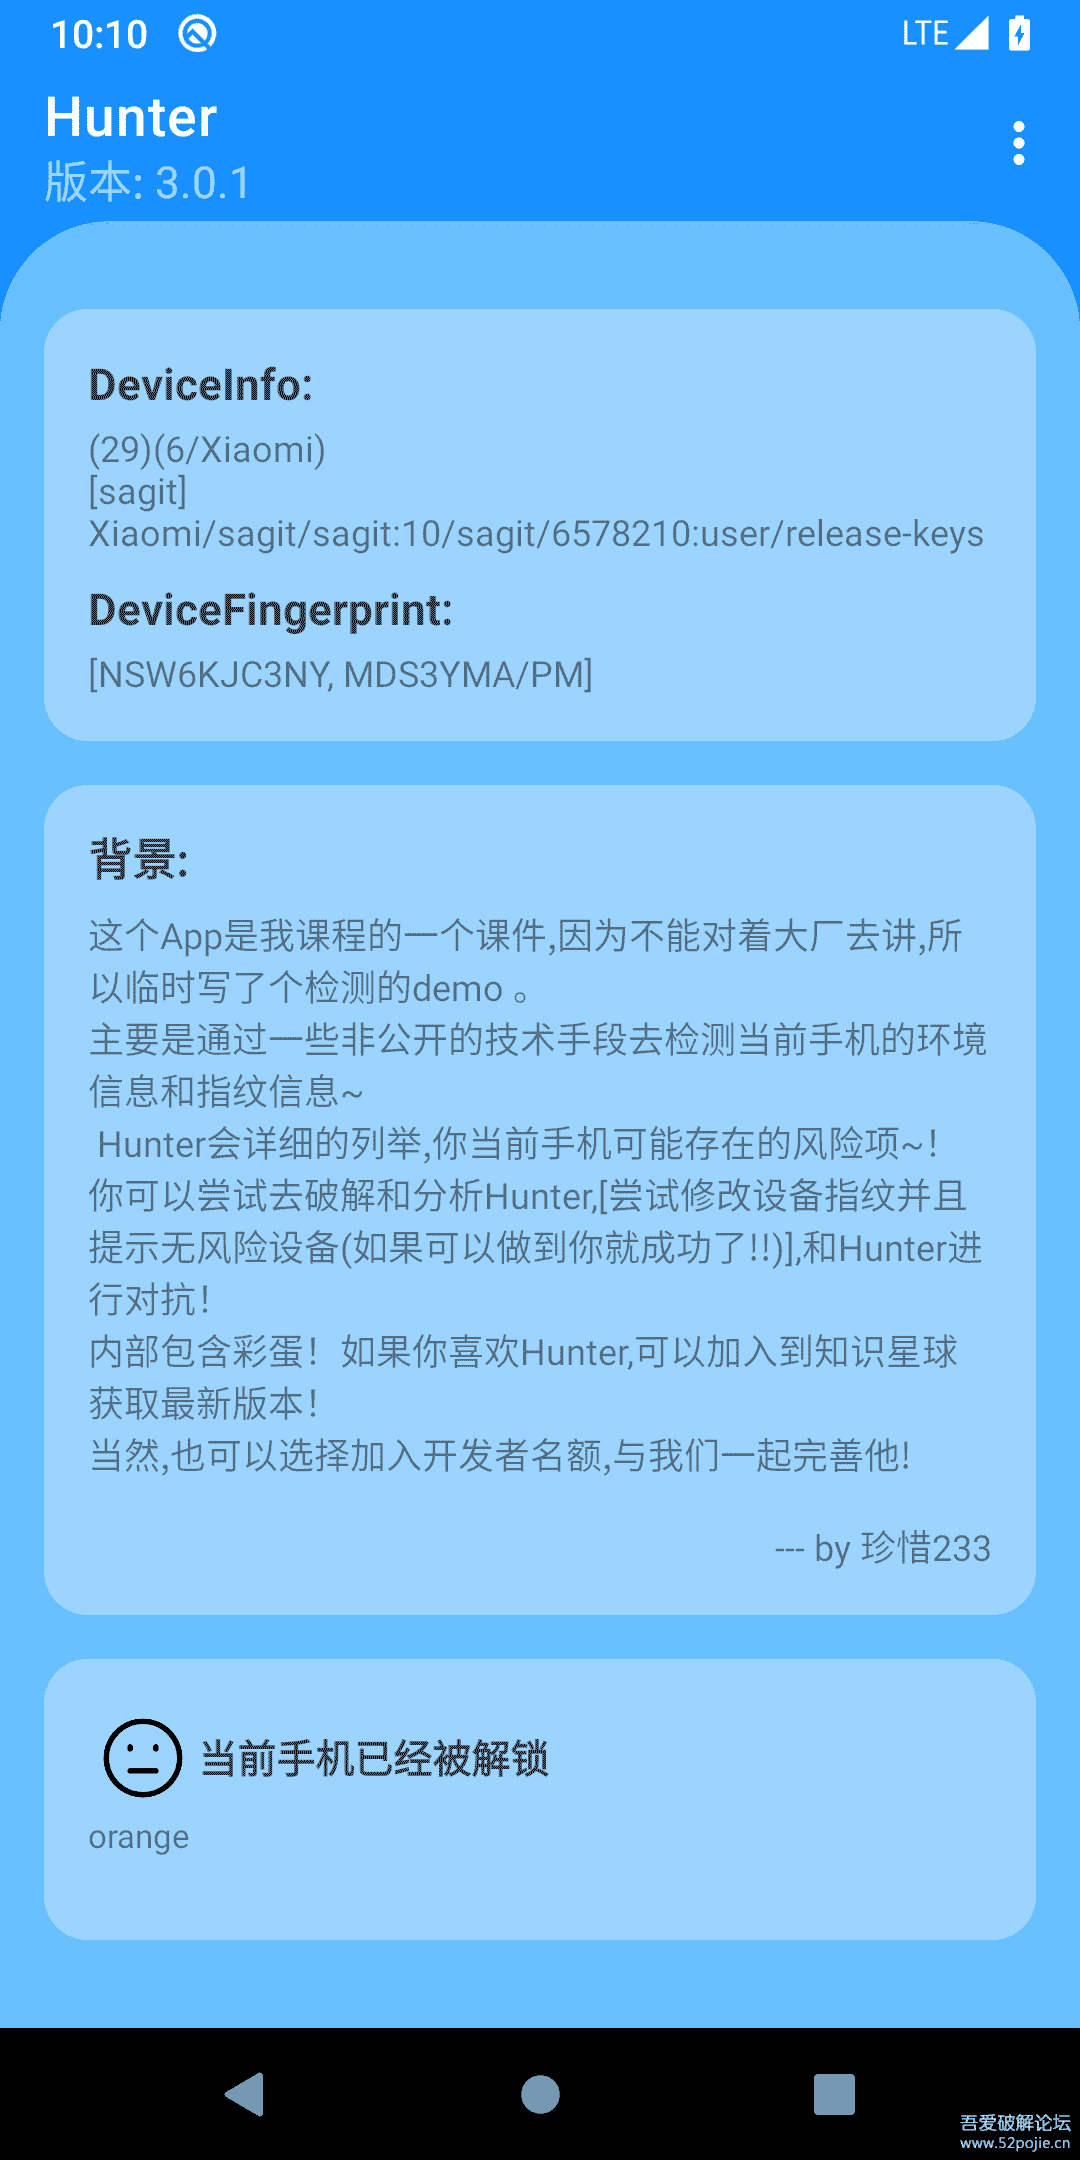 10:10
LTE
Hunter
版本: 3.0.1
DeviceInfo:
(29)(6/Xiaomi)
[sagit]
Xiaomi/sagit/sagit:10/sagit/6578210:user/release-keys
DeviceFingerprint:
[NSW6KJC3NY, MDS3YMA/PM]
背景:
这个App是我课程的一个课件,因为不能对着大厂去讲,所
以临时写了个检测的demo 。
主要是通过一些非公开的技术手段去检测当前手机的环境
信息和指纹信息~
Hunter会详细的列举,你当前手机可能存在的风险项~!
你可以尝试去破解和分析Hunter,[尝试修改设备指纹并且
提示无风险设备(如果可以做到你就成功了!!)],和Hunter进
行对抗!
内部包含彩蛋！如果你喜欢Hunter,可以加入到知识星球
获取最新版本!
当然,也可以选择加入开发者名额,与我们一起完善他!
--- by 珍惜233
当前手机已经被解锁
orange
吾爱破解论坛
www.52pojie.cn